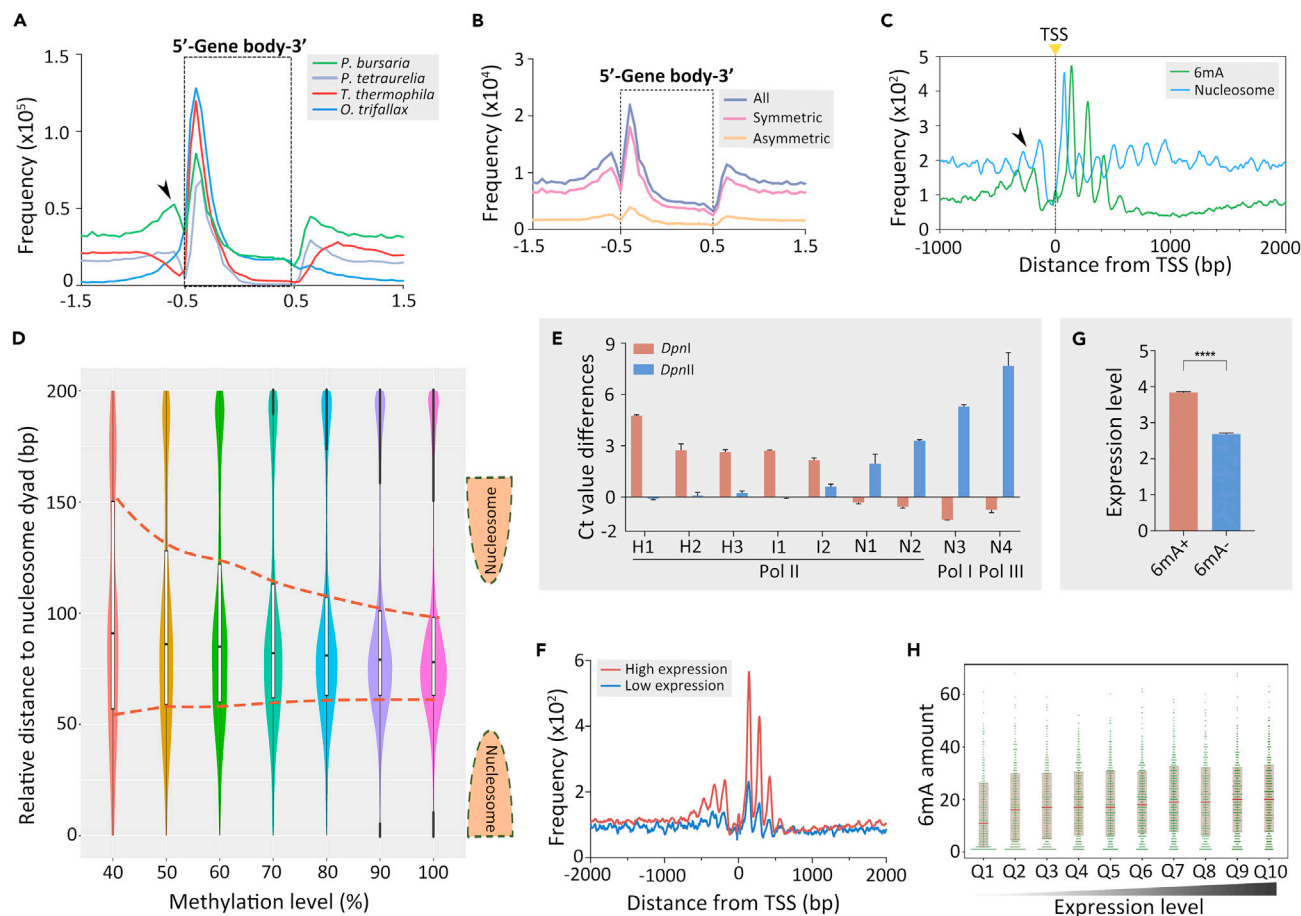 A
5'-Gene body-3'
P. bursaria
P. tetraurelia
T. thermophila
O. trifallax
Frequency (x10⁵)
1.5
1.0
0.5
0
-1.5
-0.5
0.5
1.5
B
5'-Gene body-3'
All
Symmetric
Asymmetric
Frequency (x10⁴)
3
2
1
0
-1.5
-0.5
0.5
1.5
C
TSS
6mA
Nucleosome
Frequency (x10²)
5
4
3
2
1
0
-1000
0
1000
2000
Distance from TSS (bp)
D
Relative distance to nucleosome dyad (bp)
200
150
100
50
0
40
50
60
70
80
90
100
Methylation level (%)
Nucleosome
Nucleosome
E
DpnI
DpnII
Ct value differences
9
6
3
0
-2
H1
H2
H3
I1
I2
N1
N2
N3
N4
Pol II
Pol I
Pol III
G
****
Expression level
5
4
3
2
1
0
6mA+
6mA-
F
High expression
Low expression
Frequency (x10²)
6
4
2
0
-2000
-1000
0
1000
2000
Distance from TSS (bp)
H
6mA amount
60
40
20
0
Q1
Q2
Q3
Q4
Q5
Q6
Q7
Q8
Q9
Q10
Expression level